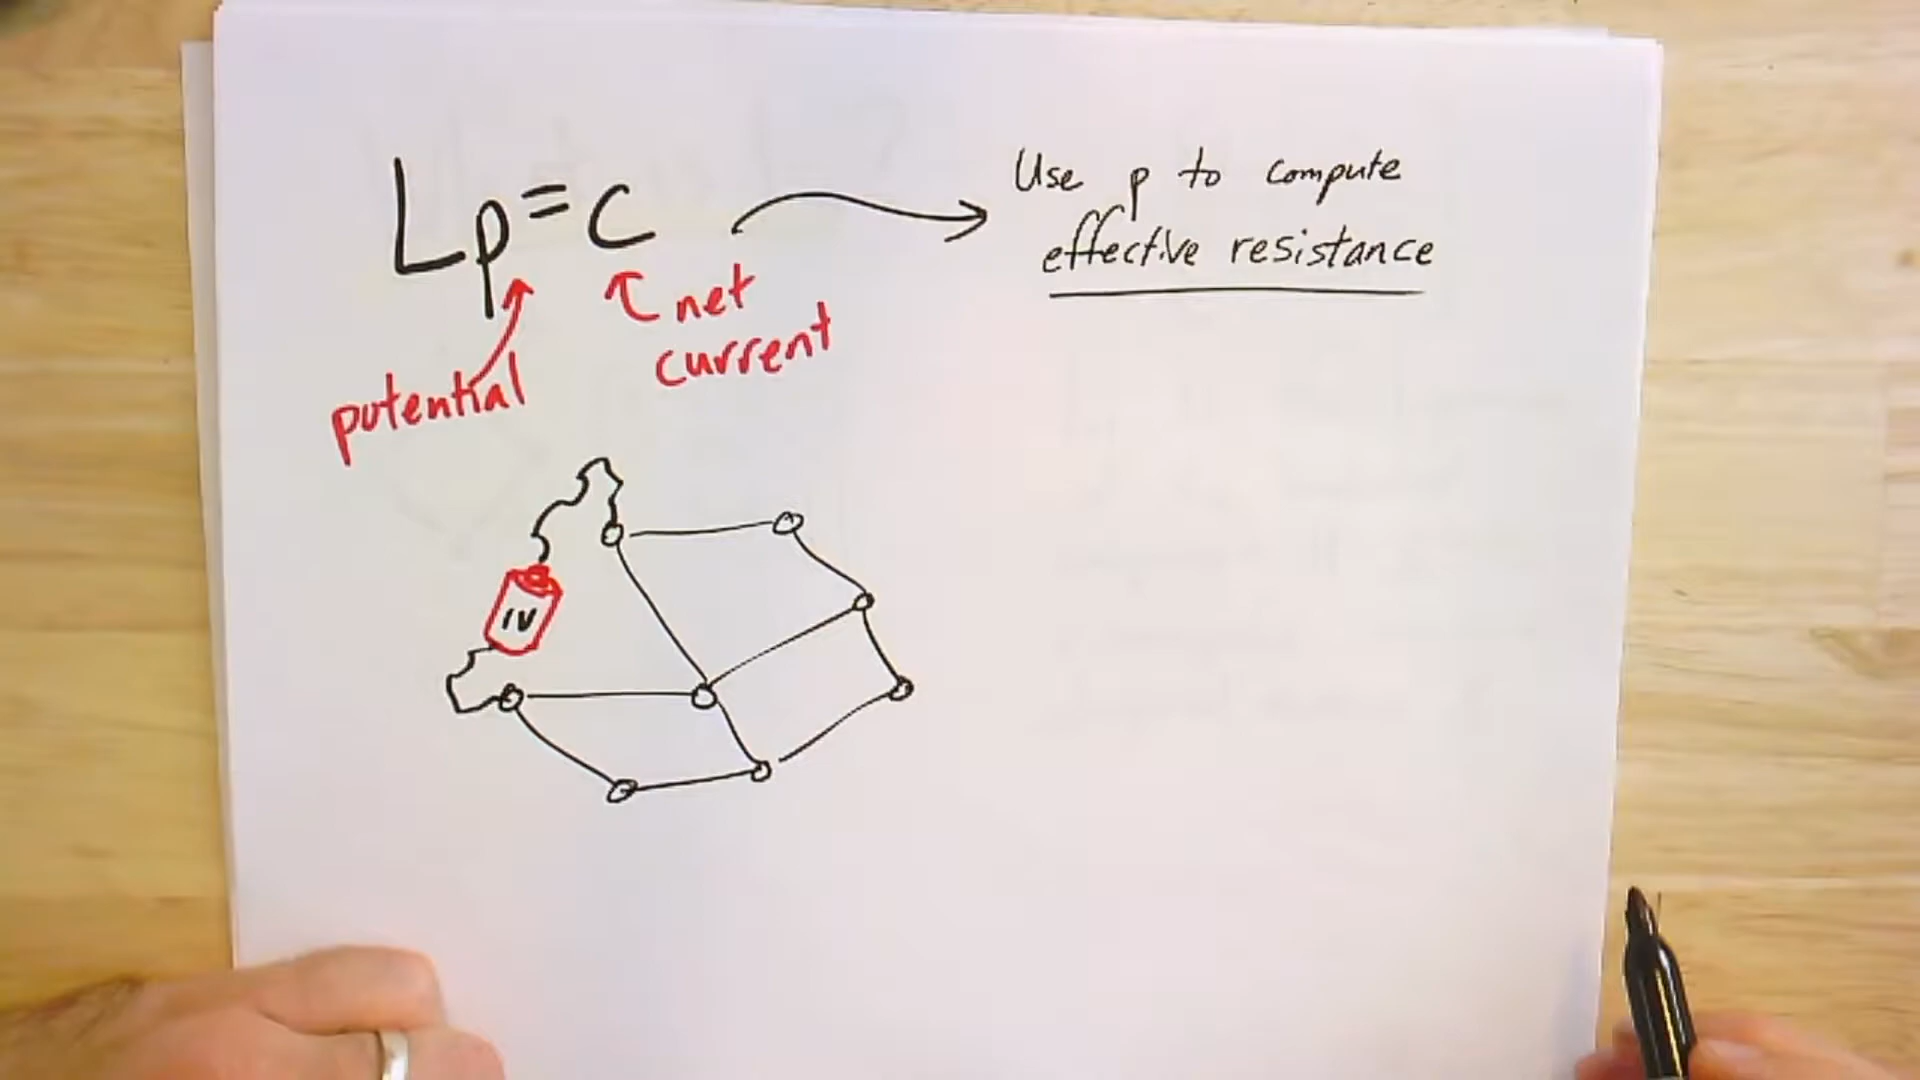 Lp=c
Use p to compute
effective resistance
net
current
potential
1V